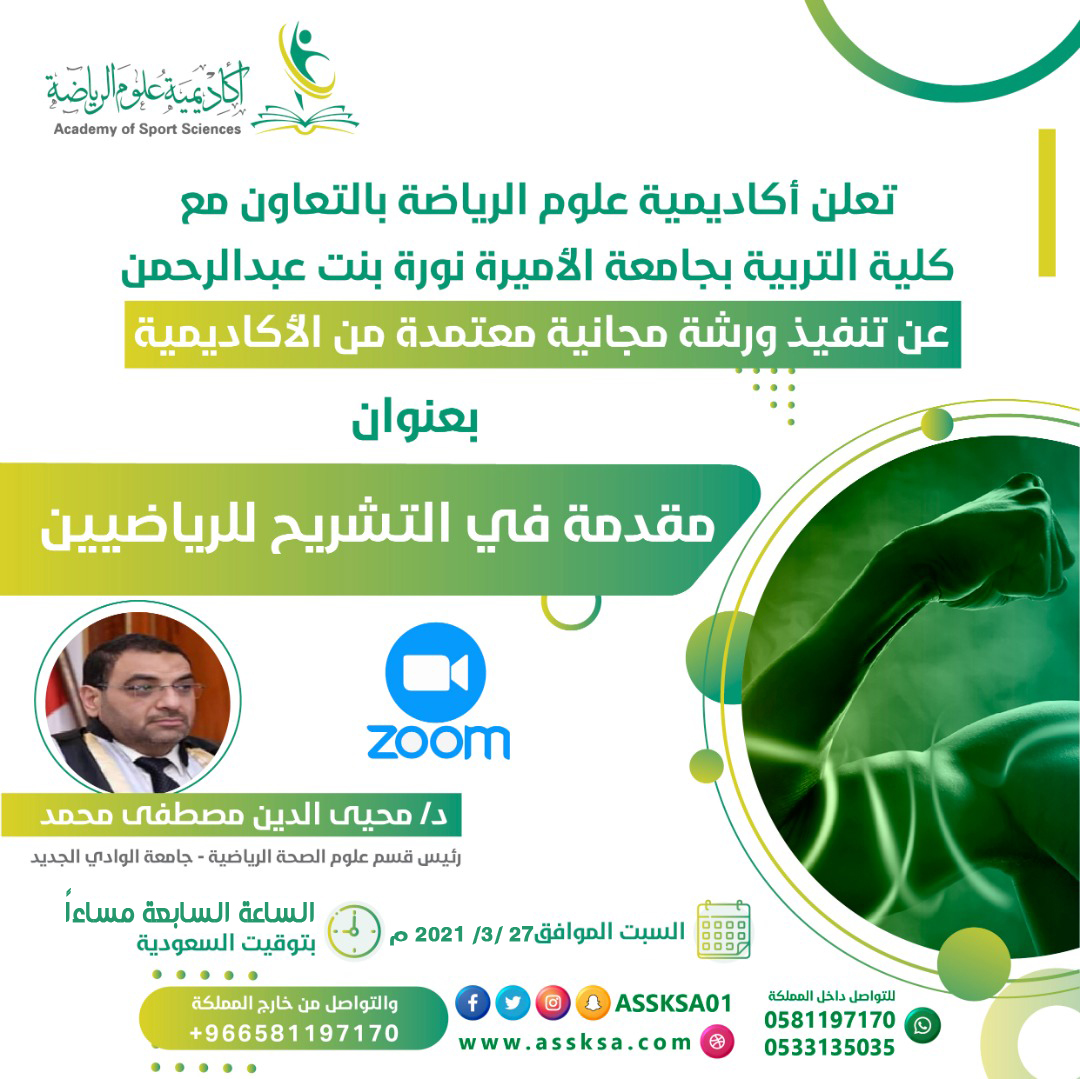 أكاديمية علوم الرياضة
Academy of Sport Sciences
تعلن أكاديمية علوم الرياضة بالتعاون مع
كلية التربية بجامعة الأميرة نورة بنت عبدالرحمن
عن تنفيذ ورشة مجانية معتمدة من الأكاديمية
بعنوان
مقدمة في التشريح للرياضيين
zoom
د/ محيى الدين مصطفى محمد
رئيس قسم علوم الصحة الرياضية - جامعة الوادي الجديد
السبت الموافق27 /3/ 2021 م
الساعة السابعة مساءاً
بتوقيت السعودية
للتواصل داخل المملكة
0581197170
0533135035
ASSKSA01
www.assksa.com
والتواصل من خارج المملكة
+966581197170